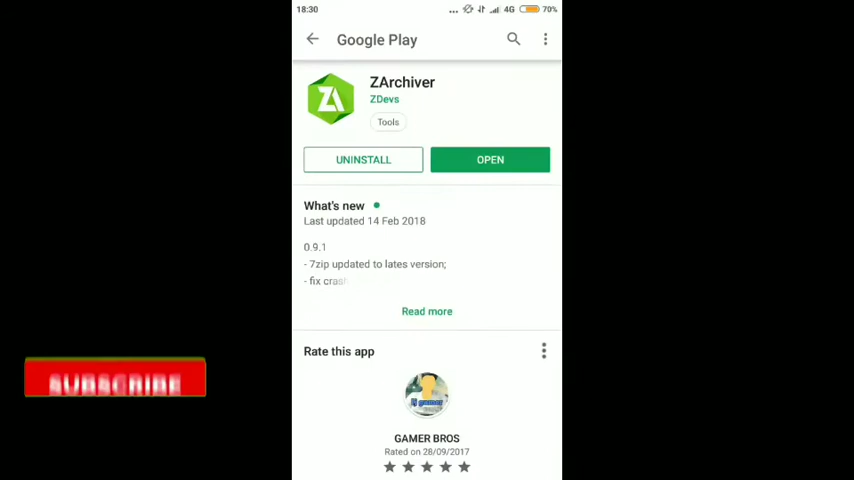 18:30
... 4G 70%
Google Play
ZArchiver
ZDevs
Tools
UNINSTALL
OPEN
What's new
Last updated 14 Feb 2018
0.9.1
- 7zip updated to lates version;
- fix crash
Read more
Rate this app
GAMER BROS
Rated on 28/09/2017
SUBSCRIBE